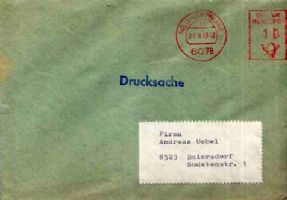 6078
10
Drucksache
Firma
Andreas Uebel
8523 Baiersdorf
Sudetenstr. 1